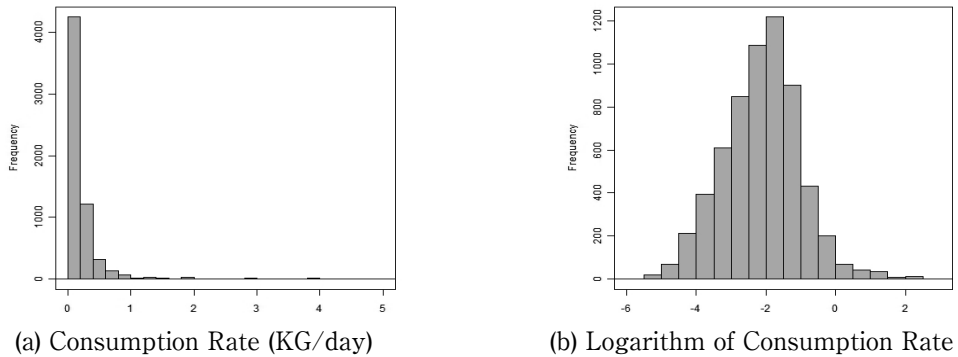 Frequency
0 1000 2000 3000 4000
0 1 2 3 4 5
(a) Consumption Rate (KG/day)
Frequency
0 200 400 600 800 1000 1200
-6 -4 -2 0 2
(b) Logarithm of Consumption Rate